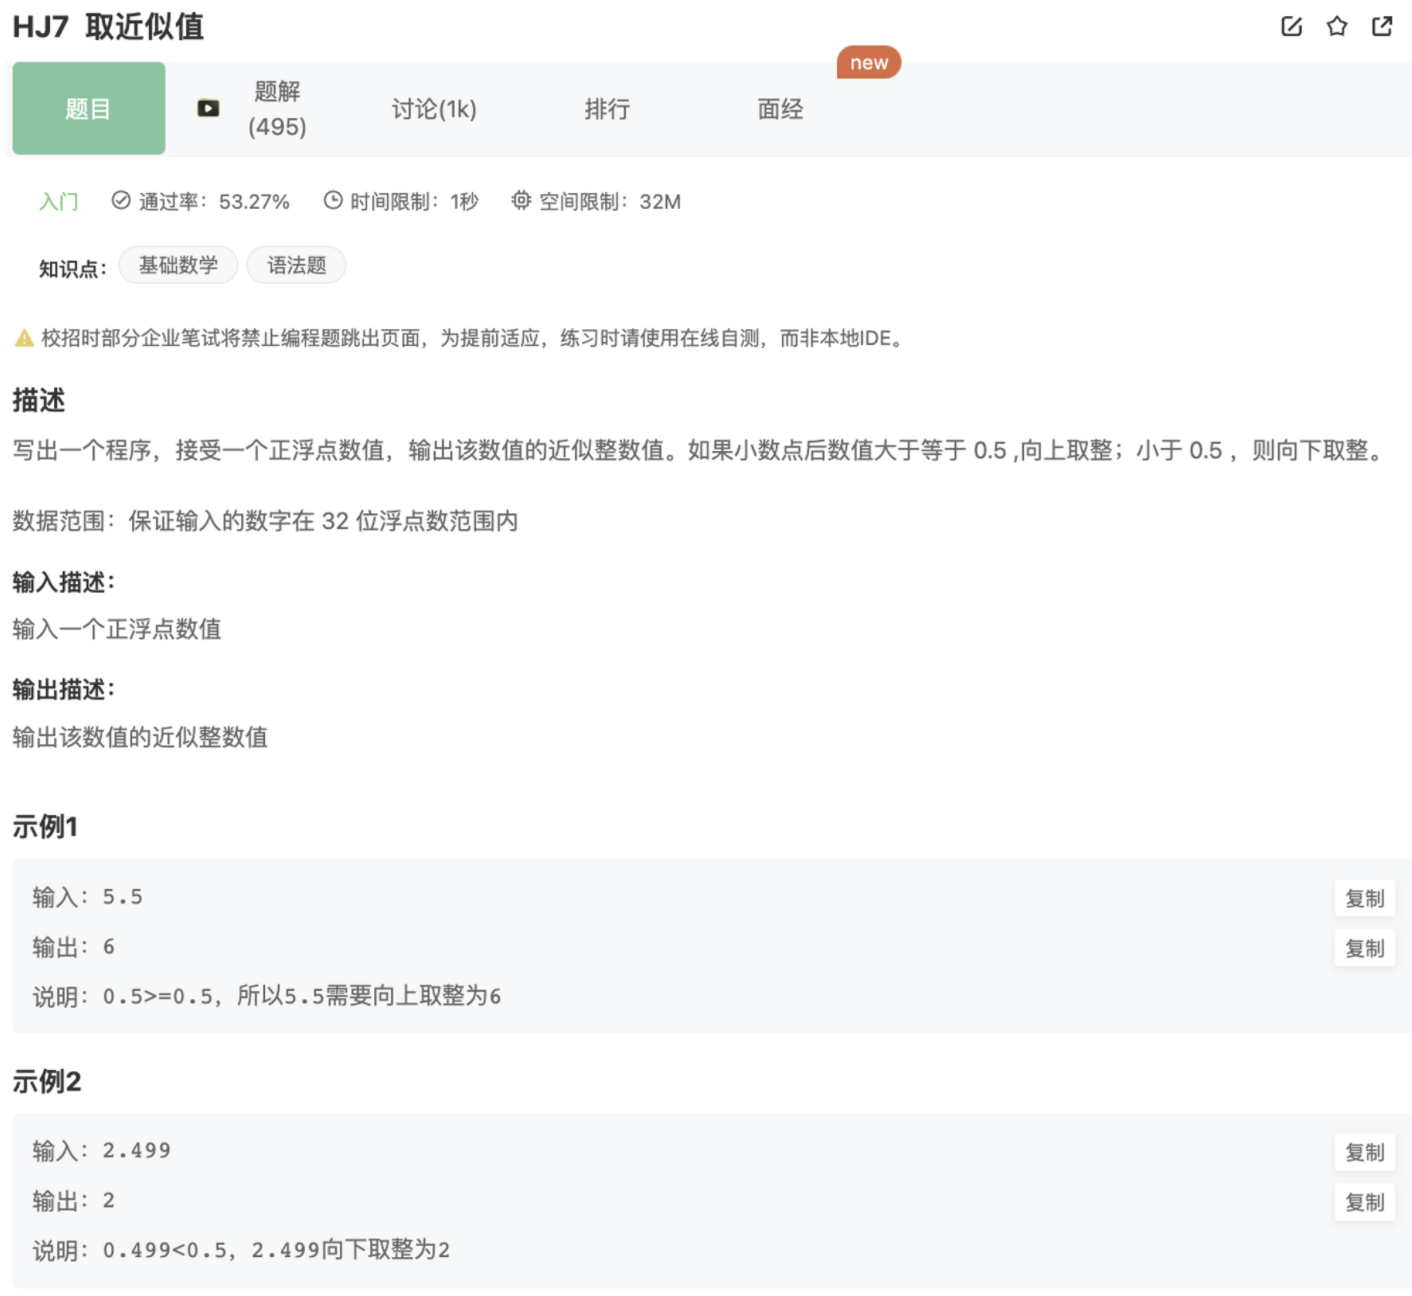 HJ7 取近似值
new
题目
题解
(495)
讨论(1k)
排行
面经
入门 通过率：53.27% 时间限制：1秒 空间限制：32M
知识点： 基础数学 语法题
校招时部分企业笔试将禁止编程题跳出页面，为提前适应，练习时请使用在线自测，而非本地IDE。
描述
写出一个程序，接受一个正浮点数值，输出该数值的近似整数值。如果小数点后数值大于等于 0.5 ,向上取整；小于 0.5 ，则向下取整。
数据范围：保证输入的数字在 32 位浮点数范围内
输入描述：
输入一个正浮点数值
输出描述：
输出该数值的近似整数值
示例1
输入：5.5 复制
输出：6 复制
说明：0.5>=0.5，所以5.5需要向上取整为6
示例2
输入：2.499 复制
输出：2 复制
说明：0.499<0.5，2.499向下取整为2